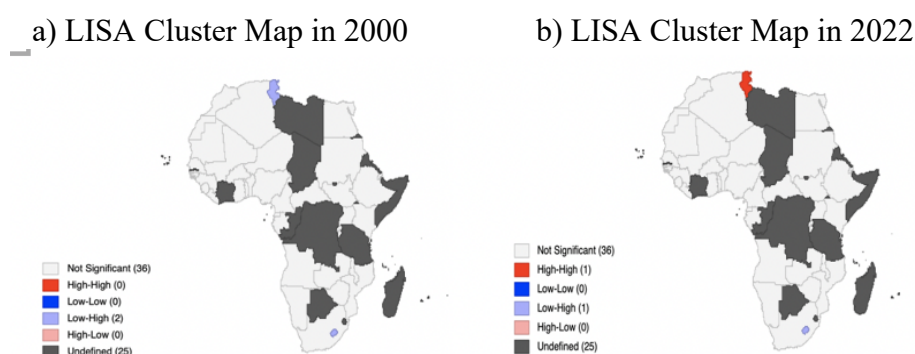 a) LISA Cluster Map in 2000
Not Significant (36)
High-High (0)
Low-Low (0)
Low-High (2)
High-Low (0)
Undefined (25)
b) LISA Cluster Map in 2022
Not Significant (36)
High-High (1)
Low-Low (0)
Low-High (1)
High-Low (0)
Undefined (25)